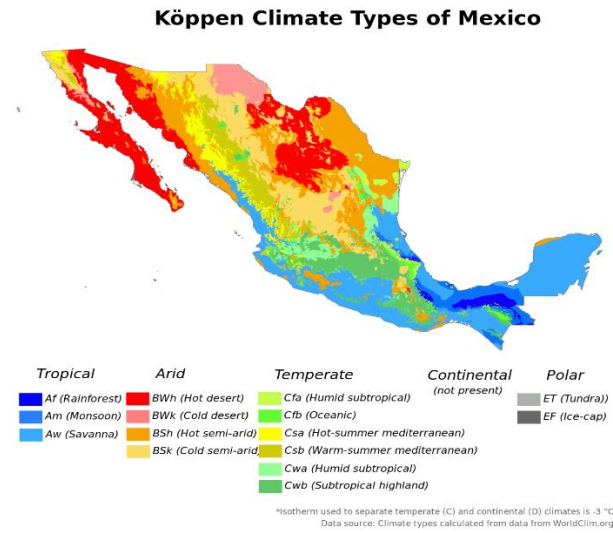 Köppen Climate Types of Mexico
Tropical
Af (Rainforest)
Am (Monsoon)
Aw (Savanna)
Arid
BWh (Hot desert)
BWk (Cold desert)
BSh (Hot semi-arid)
BSk (Cold semi-arid)
Temperate
Cfa (Humid subtropical)
Cfb (Oceanic)
Csa (Hot-summer mediterranean)
Csb (Warm-summer mediterranean)
Cwa (Humid subtropical)
Cwb (Subtropical highland)
Continental
(not present)
Polar
ET (Tundra))
EF (Ice-cap)
*Isotherm used to separate temperate (C) and continental (D) climates is -3 °C
Data source: Climate types calculated from data from WorldClim.org